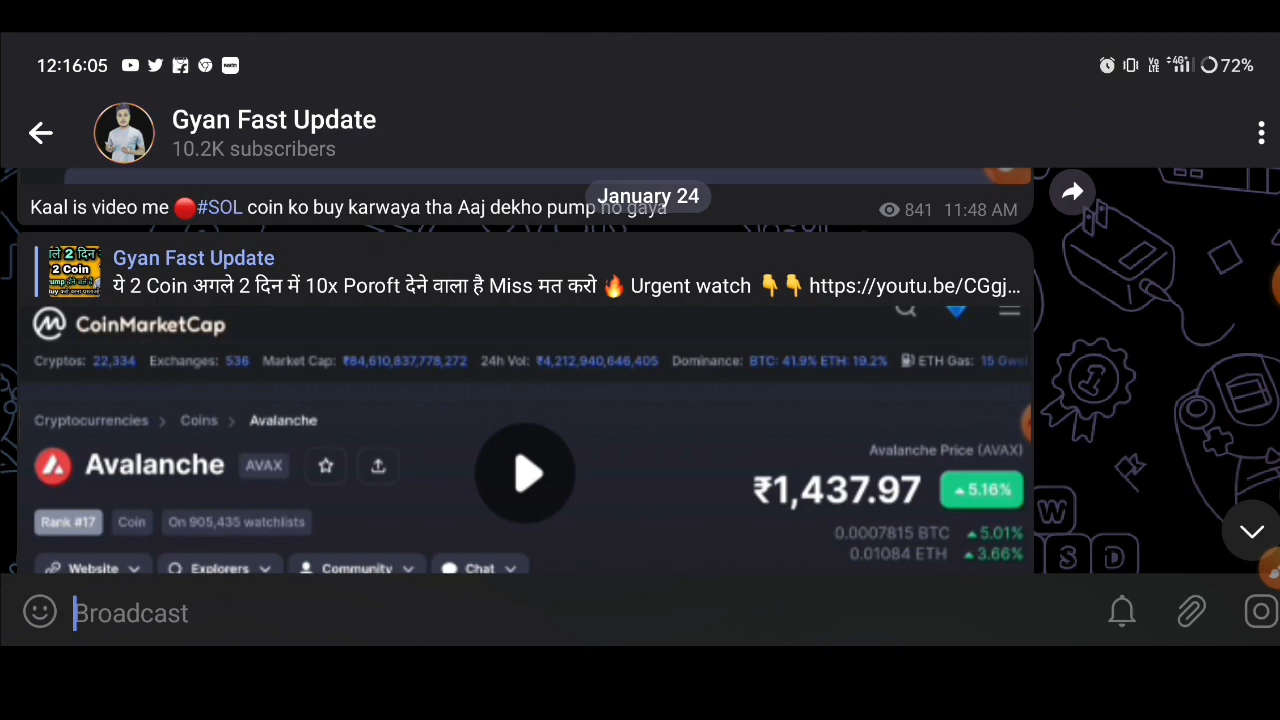 12:16:05
72%
Gyan Fast Update
10.2K subscribers
January 24
Kaal is video me 🔴#SOL coin ko buy karwaya tha Aaj dekho pump ho gaya
841 11:48 AM
Gyan Fast Update
ये 2 Coin अगले 2 दिन में 10x Poroft देने वाला है Miss मत करो 🔥 Urgent watch 👇👇 https://youtu.be/CGgj...
2 Coin
CoinMarketCap
Cryptos: 22,334 Exchanges: 536 Market Cap: ₹84,610,837,778,272 24h Vol: ₹4,212,940,646,405 Dominance: BTC: 41.9% ETH: 19.2% ETH Gas: 15 Gwei
Cryptocurrencies > Coins > Avalanche
Avalanche AVAX
Avalanche Price (AVAX)
₹1,437.97 5.16%
Rank #17 Coin On 905,435 watchlists
0.0007815 BTC 5.01%
0.01084 ETH 3.66%
Website Explorers Community Chat
Broadcast
W
S D